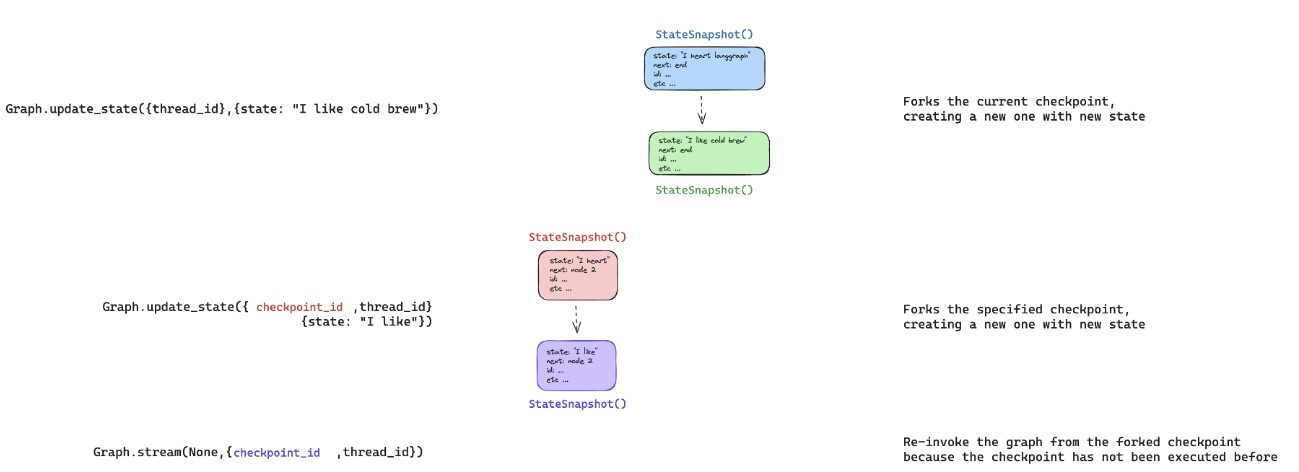 StateSnapshot()
state: "I heart langgraph"
next: end
id: ...
etc ...
Graph.update_state({thread_id},{state: "I like cold brew"})
Forks the current checkpoint,
creating a new one with new state
state: "I like cold brew"
next: end
id: ...
etc ...
StateSnapshot()
StateSnapshot()
state: "I heart"
next: node 2
id: ...
etc ...
Graph.update_state({ checkpoint_id ,thread_id}
{state: "I like"})
Forks the specified checkpoint,
creating a new one with new state
state: "I like"
next: node 2
id: ...
etc ...
StateSnapshot()
Graph.stream(None,{checkpoint_id ,thread_id})
Re-invoke the graph from the forked checkpoint
because the checkpoint has not been executed before